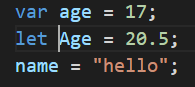 var age = 17;
let Age = 20.5;
name = "hello";